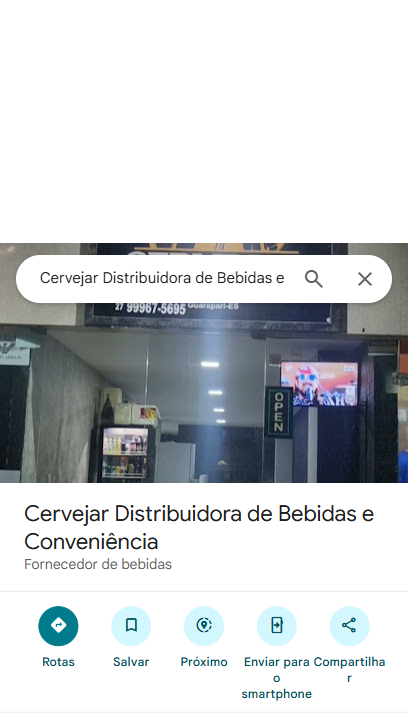 Cervejar Distribuidora de Bebidas e
27 99967-5695 Guarapari-ES
OPEN
Cervejar Distribuidora de Bebidas e
Conveniência
Fornecedor de bebidas
Rotas
Salvar
Próximo
Enviar para
o
smartphone
Compartilha
r